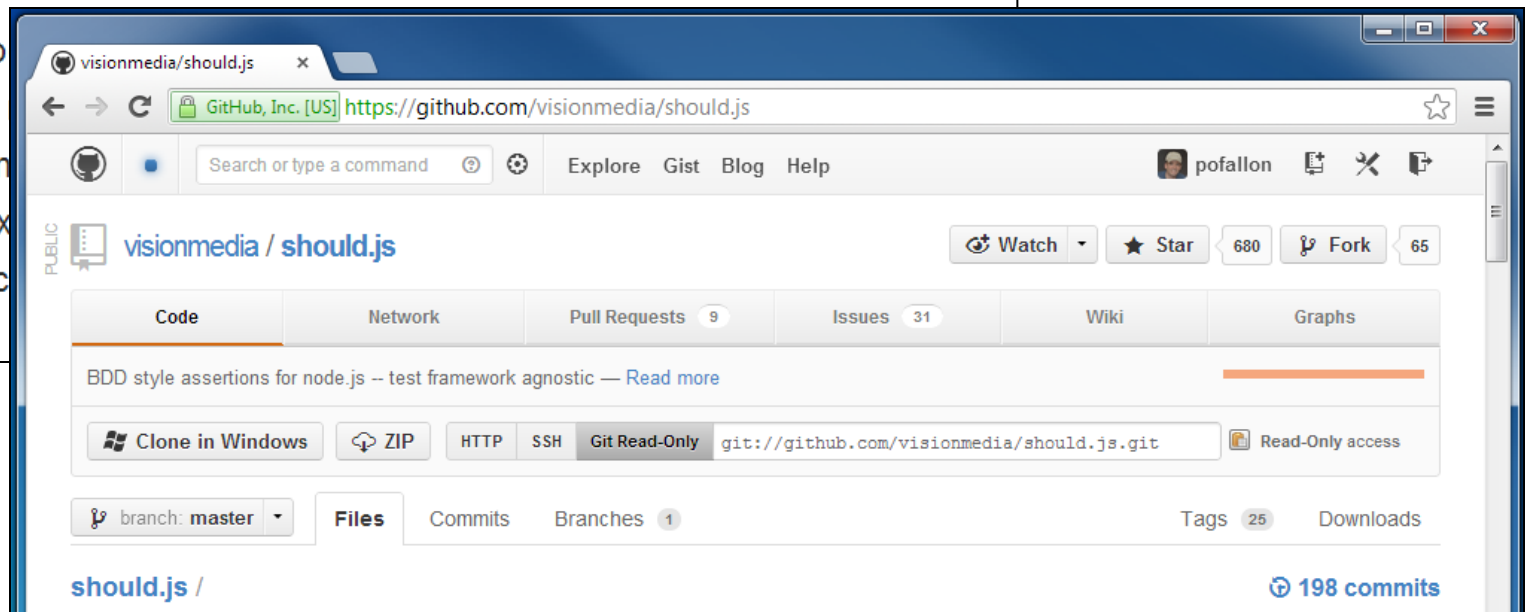 visionmedia/should.js
GitHub, Inc. [US] https://github.com/visionmedia/should.js
Search or type a command Explore Gist Blog Help pofallon
PUBLIC
visionmedia / should.js Watch Star 680 Fork 65
Code Network Pull Requests 9 Issues 31 Wiki Graphs
BDD style assertions for node.js -- test framework agnostic — Read more
Clone in Windows ZIP HTTP SSH Git Read-Only git://github.com/visionmedia/should.js.git Read-Only access
branch: master Files Commits Branches 1 Tags 25 Downloads
should.js / 198 commits